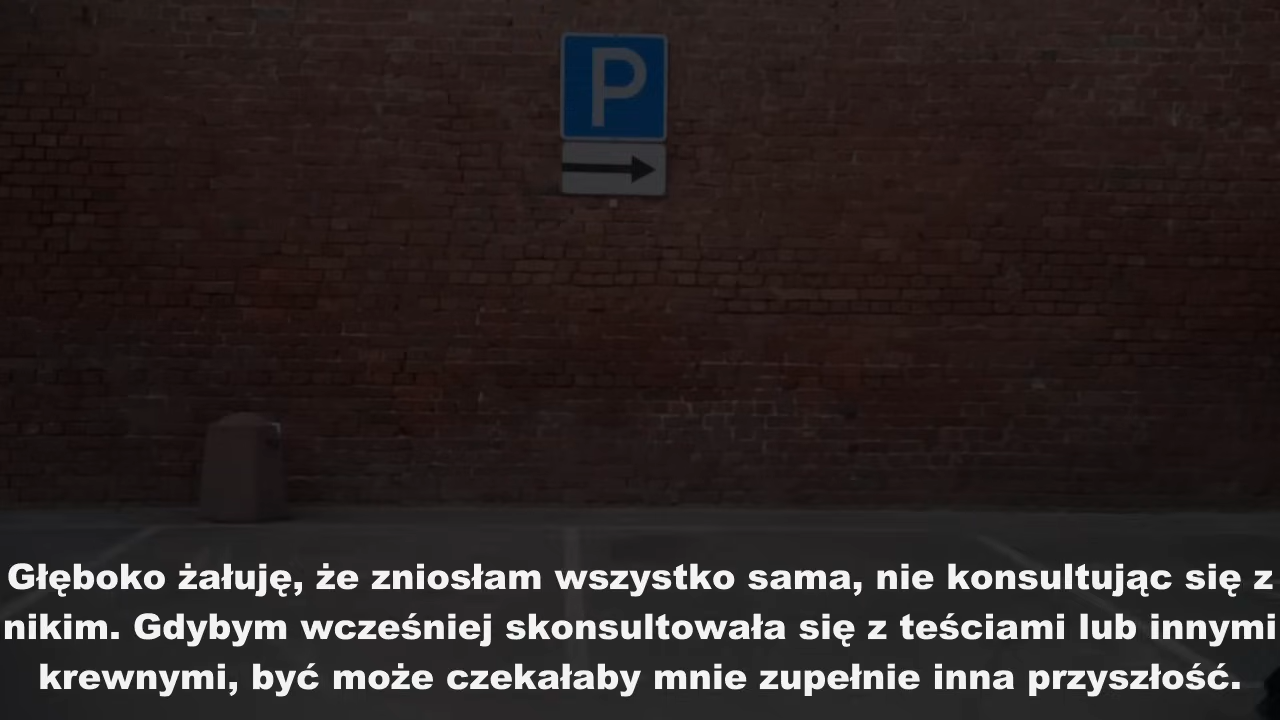 P
Głęboko żałuję, że zniosłam wszystko sama, nie konsultując się z
nikim. Gdybym wcześniej skonsultowała się z teściami lub innymi
krewnymi, być może czekałaby mnie zupełnie inna przyszłość.